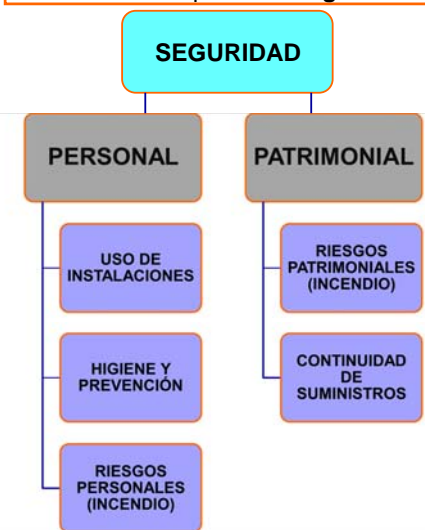 SEGURIDAD
PERSONAL
USO DE
INSTALACIONES
HIGIENE Y
PREVENCIÓN
RIESGOS
PERSONALES
(INCENDIO)
PATRIMONIAL
RIESGOS
PATRIMONIALES
(INCENDIO)
CONTINUIDAD
DE
SUMINISTROS